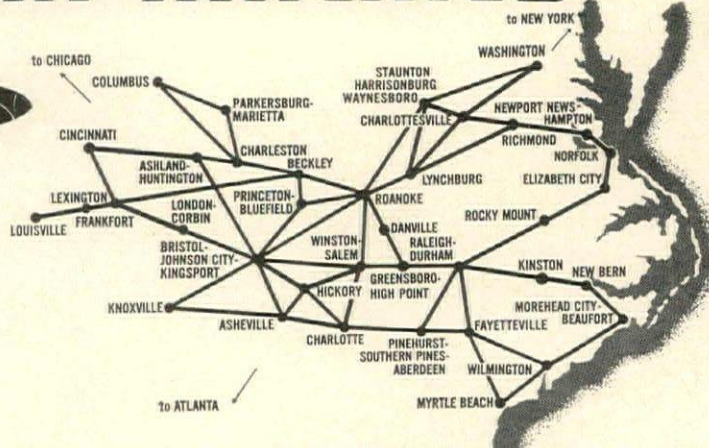 to NEW YORK
to CHICAGO
WASHINGTON
COLUMBUS
STAUNTON
HARRISONBURG
WAYNESBORO
PARKERSBURG-
MARIETTA
CHARLOTTESVILLE
NEWPORT NEWS-
HAMPTON
CINCINNATI
RICHMOND
CHARLESTON
NORFOLK
ASHLAND-
HUNTINGTON
BECKLEY
LYNCHBURG
ELIZABETH CITY
LEXINGTON
PRINCETON-
BLUEFIELD
ROANOKE
LONDON-
CORBIN
FRANKFORT
LOUISVILLE
ROCKY MOUNT
DANVILLE
BRISTOL-
JOHNSON CITY-
KINGSPORT
WINSTON-
SALEM
RALEIGH-
DURHAM
GREENSBORO-
HIGH POINT
KINSTON
NEW BERN
HICKORY
KNOXVILLE
MOREHEAD CITY-
BEAUFORT
ASHEVILLE
FAYETTEVILLE
CHARLOTTE
PINEHURST-
SOUTHERN PINES-
ABERDEEN
WILMINGTON
to ATLANTA
MYRTLE BEACH